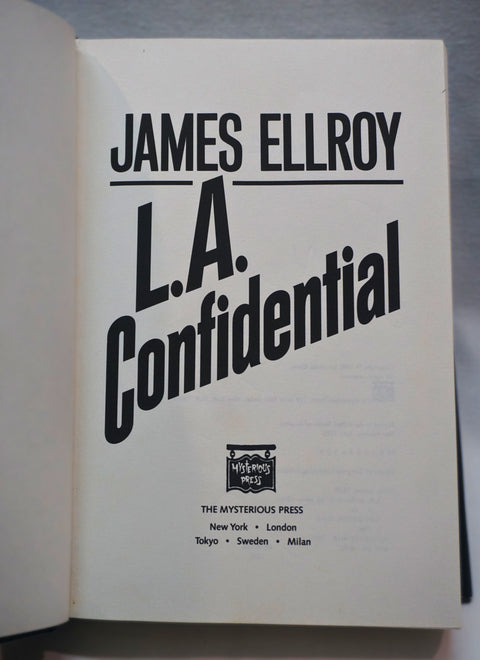 JAMES ELLROY
L.A.
Confidential
MYSTERIOUS
PRESS
THE MYSTERIOUS PRESS
New York • London
Tokyo • Sweden • Milan